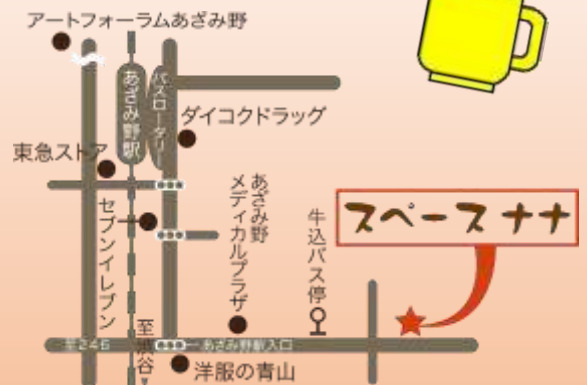 アートフォーラムあざみ野
あざみ野駅
バスロータリー
ダイコクドラッグ
東急ストア
セブンイレブン
あざみ野
メディカルプラザ
牛込バス停
スペースナナ
至246
至渋谷
あざみ野駅入口
洋服の青山